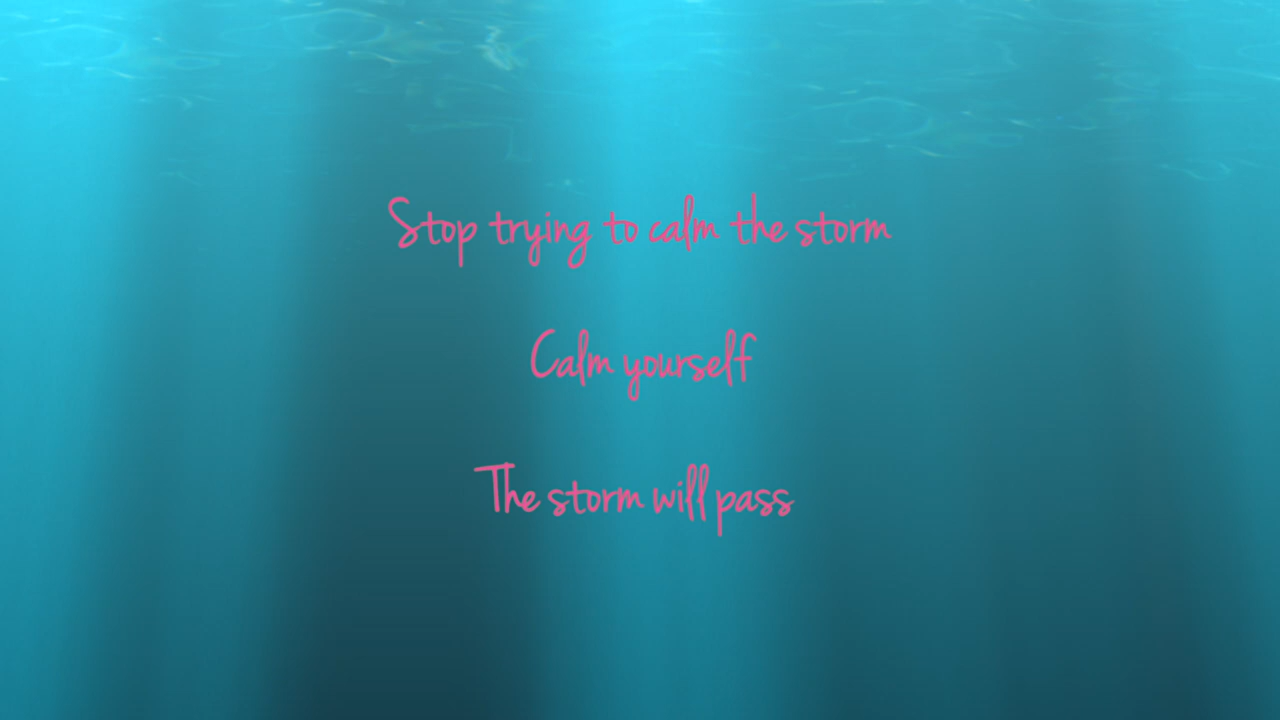 Stop trying to calm the storm
Calm yourself
The storm will pass